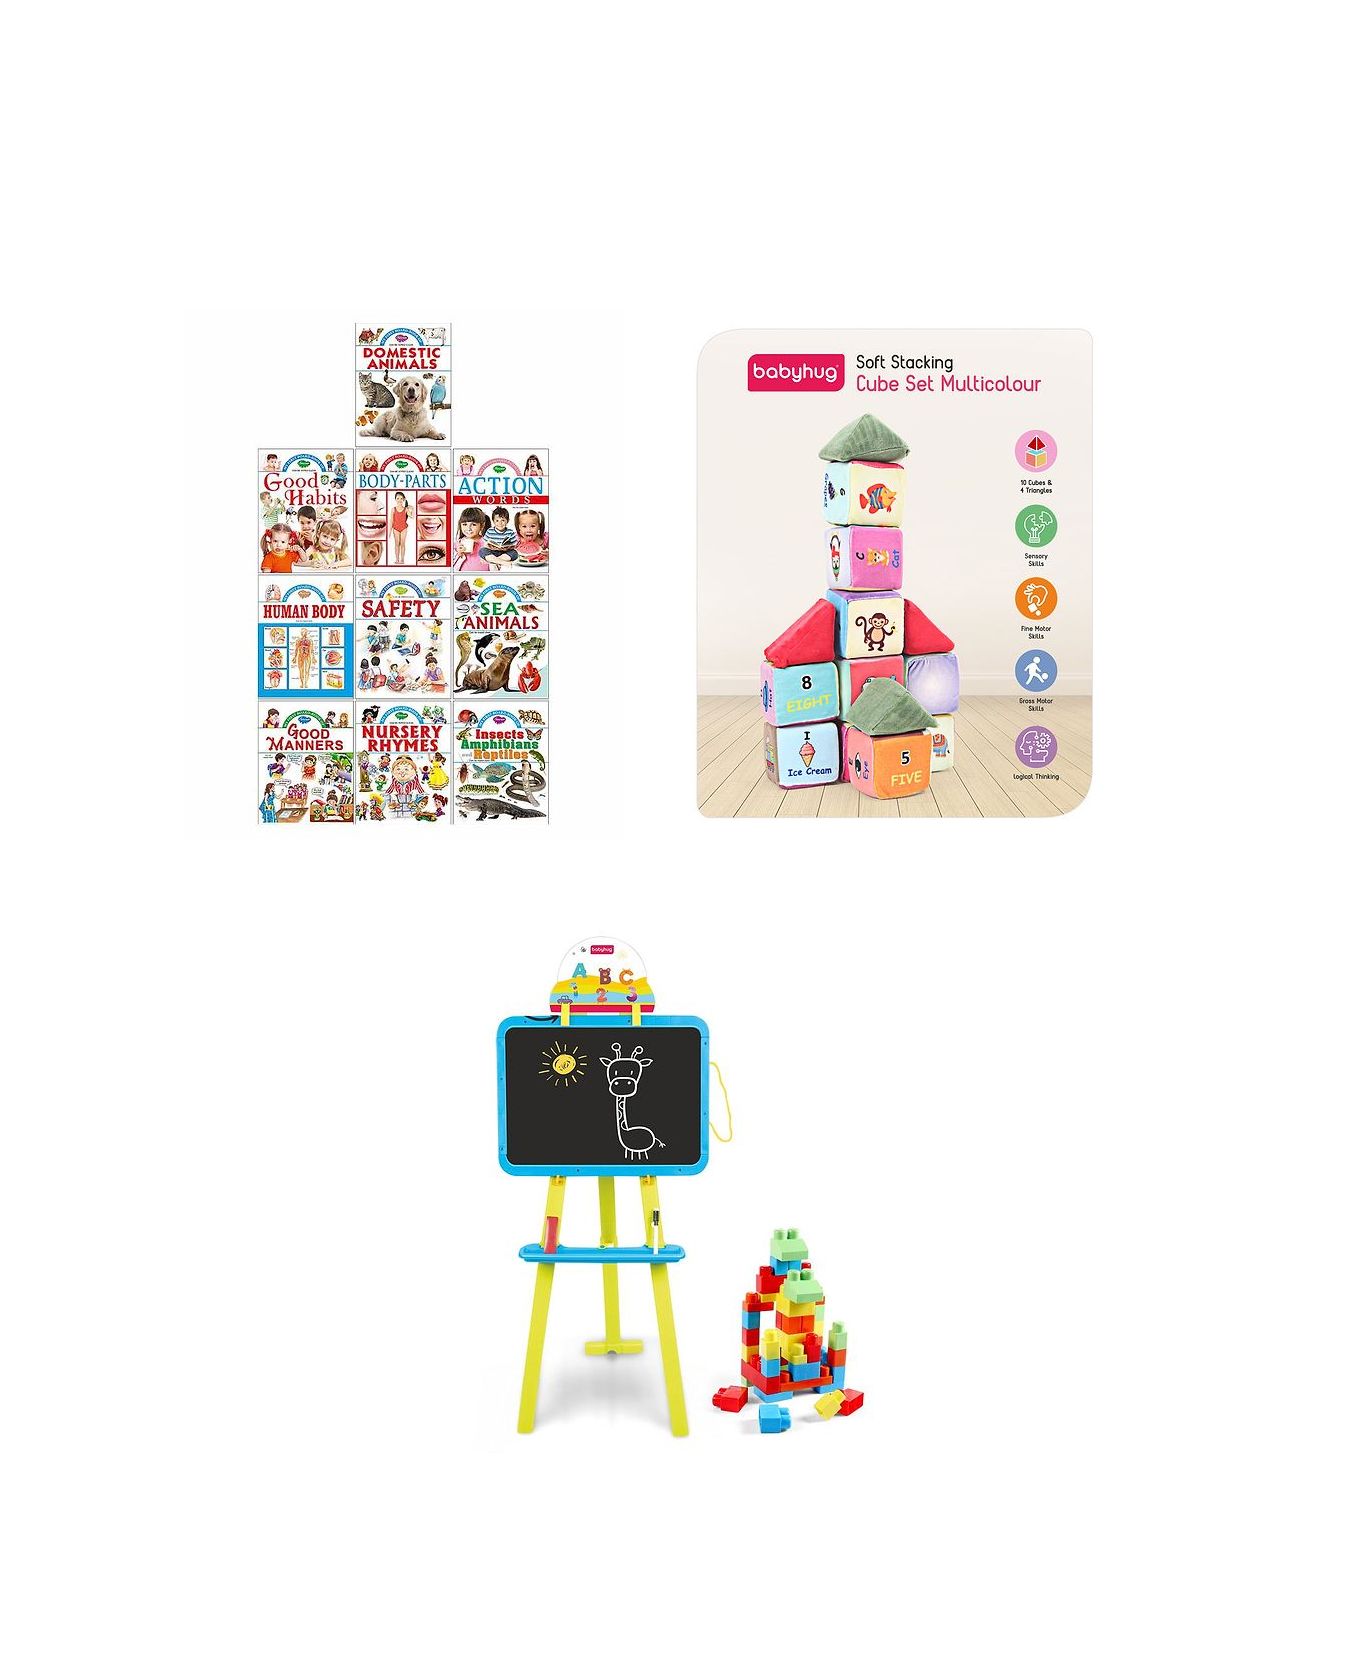 DOMESTIC
ANIMALS
Good
Habits
BODY-PARTS
ACTION
WORDS
HUMAN BODY
SAFETY
SEA
ANIMALS
GOOD
MANNERS
NURSERY
RHYMES
Insects
Amphibians
and
Reptiles
babyhug
Soft Stacking
Cube Set Multicolour
10 Cubes &
4 Triangles
Sensory
Skills
Fine Motor
Skills
Gross Motor
Skills
Logical Thinking
C
Cat
8
EIGHT
I
Ice Cream
5
FIVE
babyhug
A B C
1 2 3